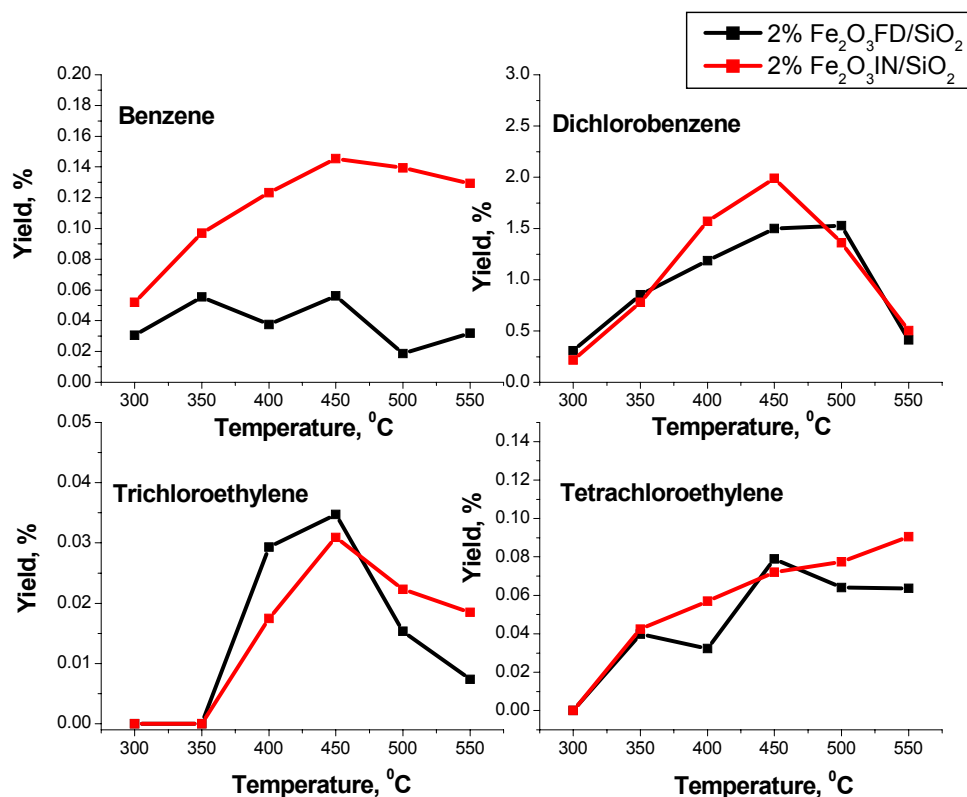 2% Fe₂O₃FD/SiO₂
2% Fe₂O₃IN/SiO₂
Benzene
Yield, %
0.20
0.18
0.16
0.14
0.12
0.10
0.08
0.06
0.04
0.02
0.00
300 350 400 450 500 550
Temperature, ⁰C
Dichlorobenzene
Yield, %
3.0
2.5
2.0
1.5
1.0
0.5
0.0
300 350 400 450 500 550
Temperature, ⁰C
Trichloroethylene
Yield, %
0.05
0.04
0.03
0.02
0.01
0.00
300 350 400 450 500 550
Temperature, ⁰C
Tetrachloroethylene
Yield, %
0.14
0.12
0.10
0.08
0.06
0.04
0.02
0.00
300 350 400 450 500 550
Temperature, ⁰C